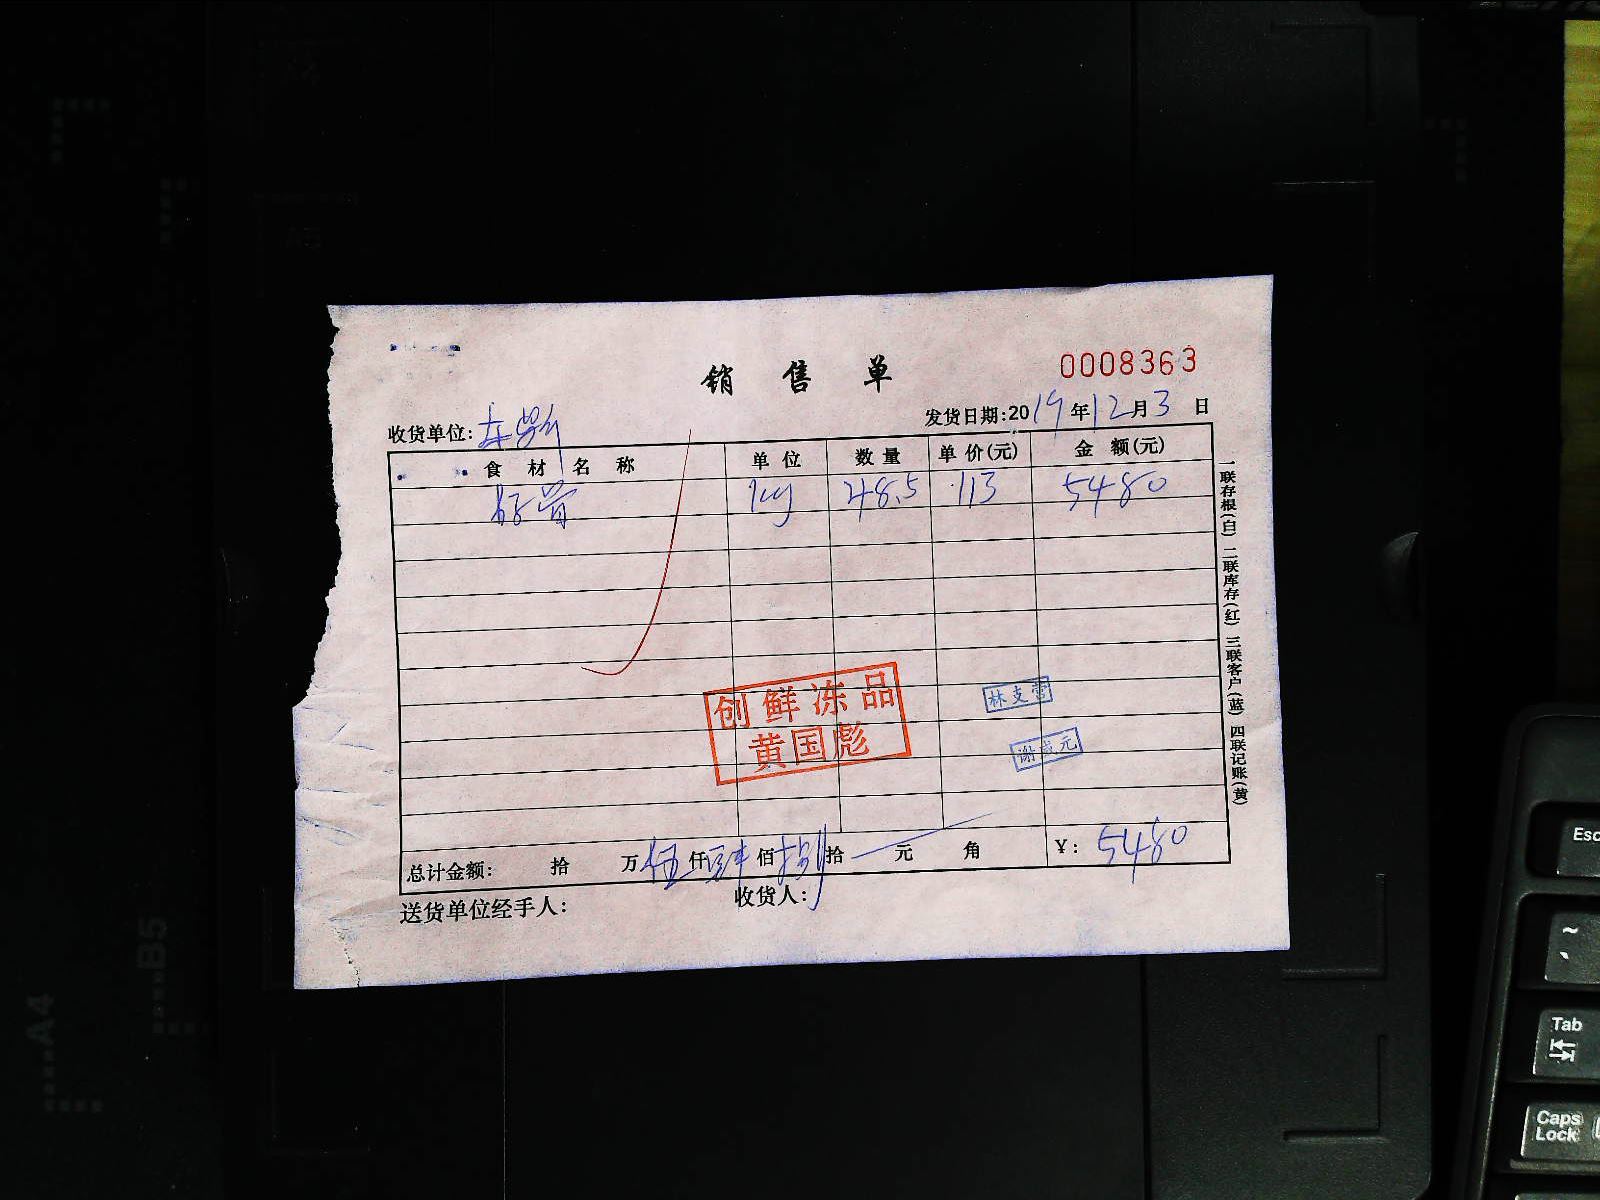 销售单
0008363
收货单位:
发货日期:2019年12月3日
食材名称 单位 数量 单价(元) 金额(元)
kg 48.5 113 5480
一联存根(白) 二联库存(红) 三联客户(蓝) 四联记账(黄)
创鲜冻品
黄国彪
林支营
谢成元
总计金额: 拾 万伍仟肆佰捌拾 元 角 ¥: 5480
送货单位经手人: 收货人:
A4
B5
Esc
~
Tab
Caps Lock